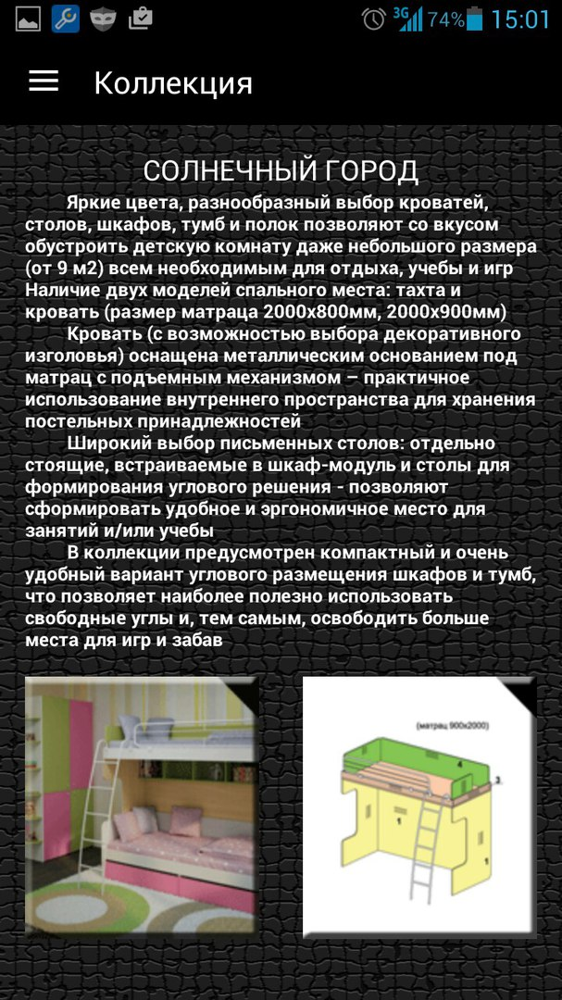 3G 74% 15:01
Коллекция
СОЛНЕЧНЫЙ ГОРОД
Яркие цвета, разнообразный выбор кроватей,
столов, шкафов, тумб и полок позволяют со вкусом
обустроить детскую комнату даже небольшого размера
(от 9 м2) всем необходимым для отдыха, учебы и игр
Наличие двух моделей спального места: тахта и
кровать (размер матраца 2000х800мм, 2000х900мм)
Кровать (с возможностью выбора декоративного
изголовья) оснащена металлическим основанием под
матрац с подъемным механизмом – практичное
использование внутреннего пространства для хранения
постельных принадлежностей
Широкий выбор письменных столов: отдельно
стоящие, встраиваемые в шкаф-модуль и столы для
формирования углового решения - позволяют
сформировать удобное и эргономичное место для
занятий и/или учебы
В коллекции предусмотрен компактный и очень
удобный вариант углового размещения шкафов и тумб,
что позволяет наиболее полезно использовать
свободные углы и, тем самым, освободить больше
места для игр и забав
(матрац 900х2000)
4
3
1
1